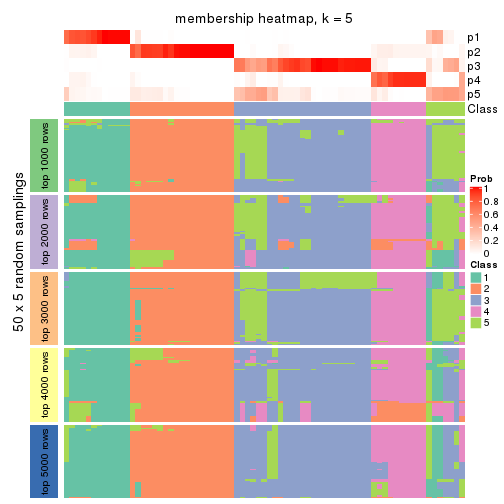 membership heatmap, k = 5
p1
p2
p3
p4
p5
Class
50 x 5 random samplings
top 1000 rows
top 2000 rows
top 3000 rows
top 4000 rows
top 5000 rows
Prob
1
0.8
0.6
0.4
0.2
0
Class
1
2
3
4
5